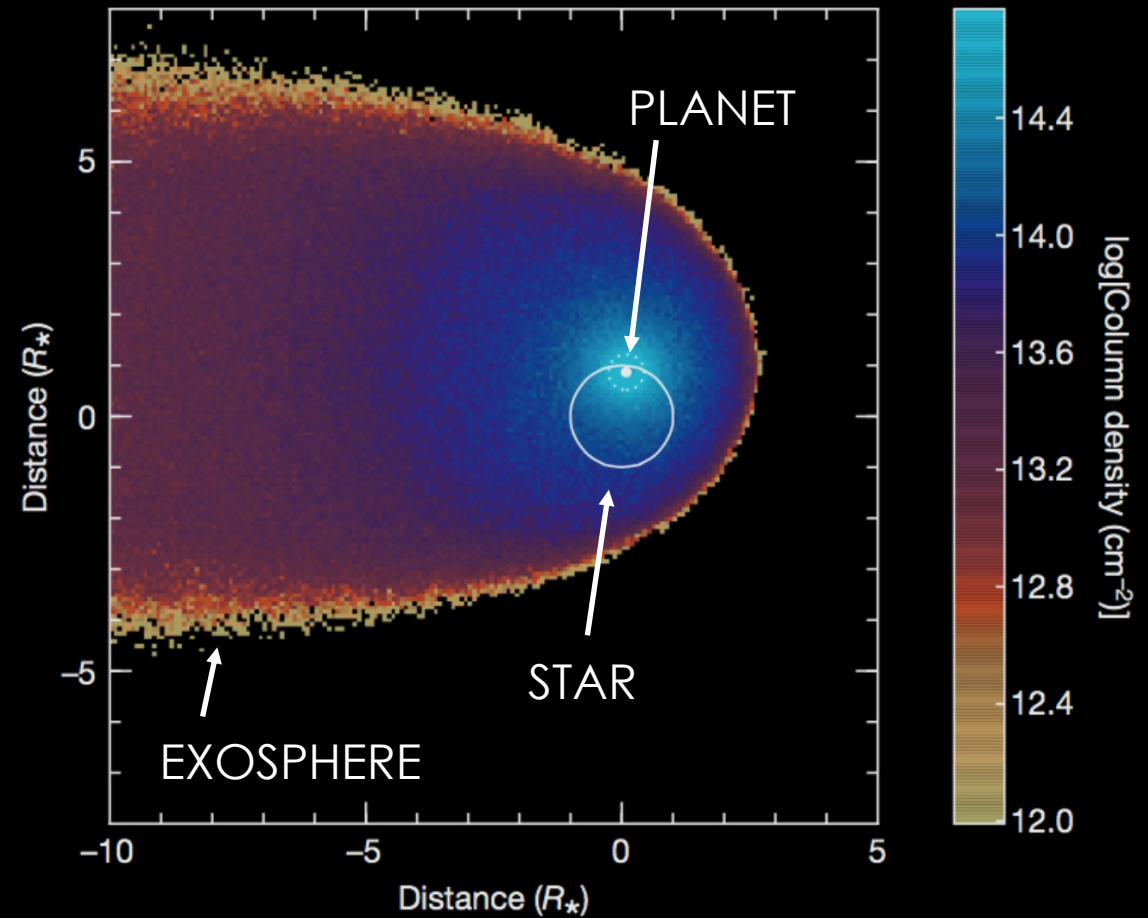 PLANET
STAR
EXOSPHERE
5
0
−5
−10
−5
0
5
Distance (R★)
Distance (R★)
14.4
14.0
13.6
13.2
12.8
12.4
12.0
log[Column density (cm⁻²)]